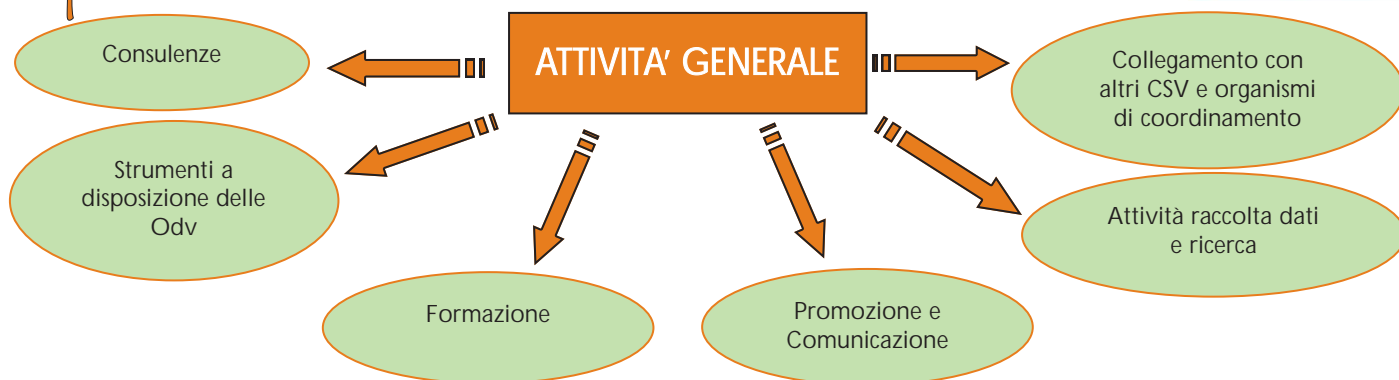 ATTIVITA’ GENERALE
Consulenze
Strumenti a
disposizione delle
Odv
Formazione
Promozione e
Comunicazione
Attività raccolta dati
e ricerca
Collegamento con
altri CSV e organismi
di coordinamento